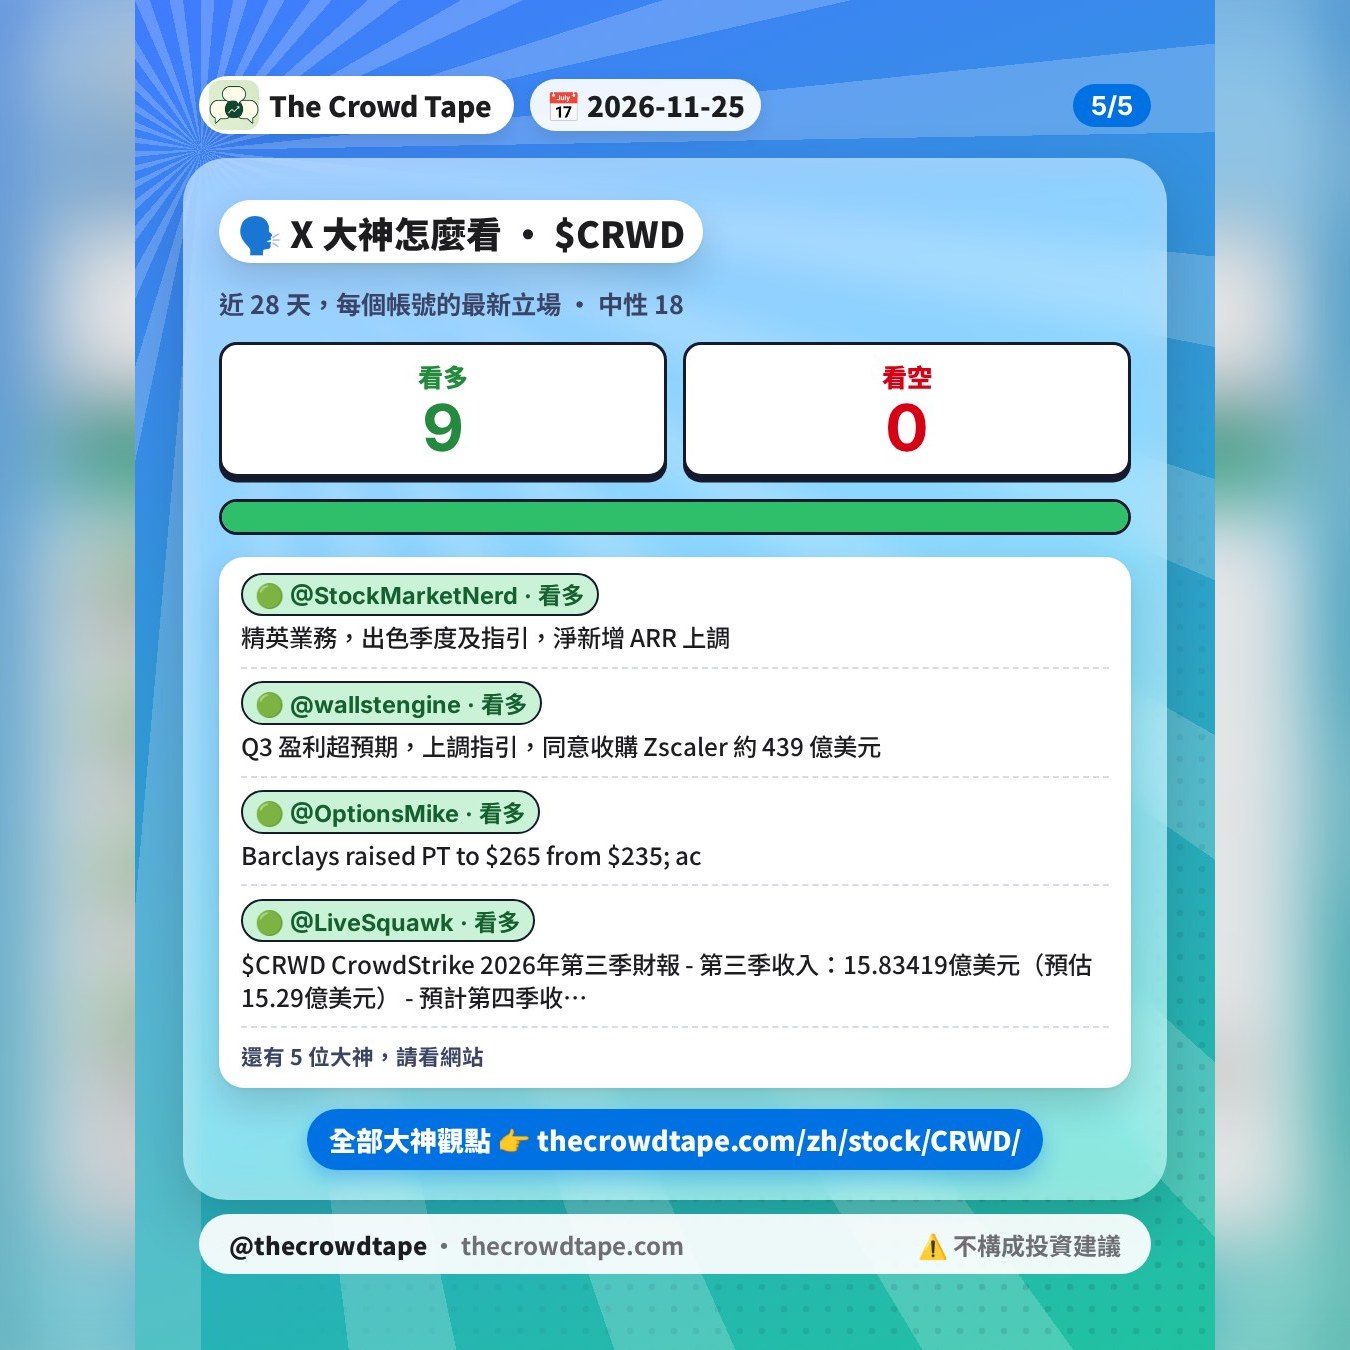 The Crowd Tape
2026-11-25
5/5
X 大神怎麼看 · $CRWD
近 28 天，每個帳號的最新立場 · 中性 18
看多
9
看空
0
@StockMarketNerd · 看多
精英業務，出色季度及指引，淨新增 ARR 上調
@wallstengine · 看多
Q3 盈利超預期，上調指引，同意收購 Zscaler 約 439 億美元
@OptionsMike · 看多
Barclays raised PT to $265 from $235; ac
@LiveSquawk · 看多
$CRWD CrowdStrike 2026年第三季財報 - 第三季收入：15.83419億美元（預估
15.29億美元） - 預計第四季收…
還有 5 位大神，請看網站
全部大神觀點 👉 thecrowdtape.com/zh/stock/CRWD/
@thecrowdtape · thecrowdtape.com
⚠️ 不構成投資建議